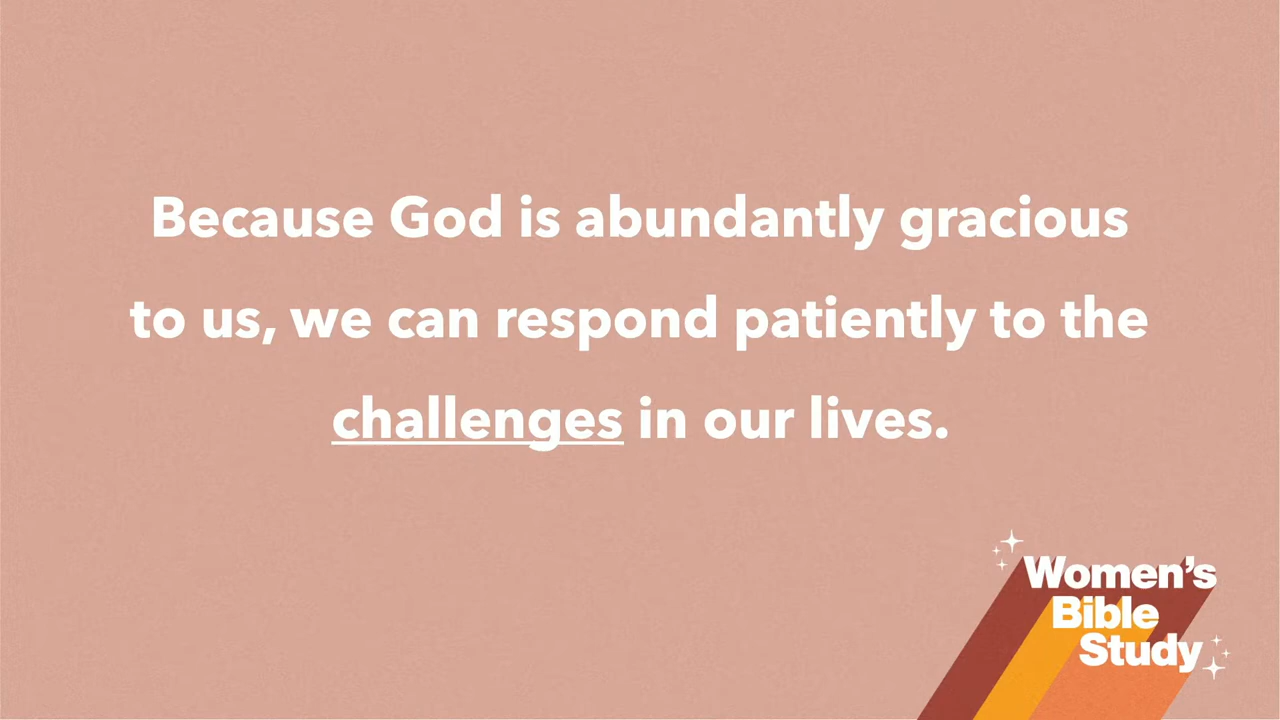 Because God is abundantly gracious
to us, we can respond patiently to the
challenges in our lives.
Women's
Bible
Study